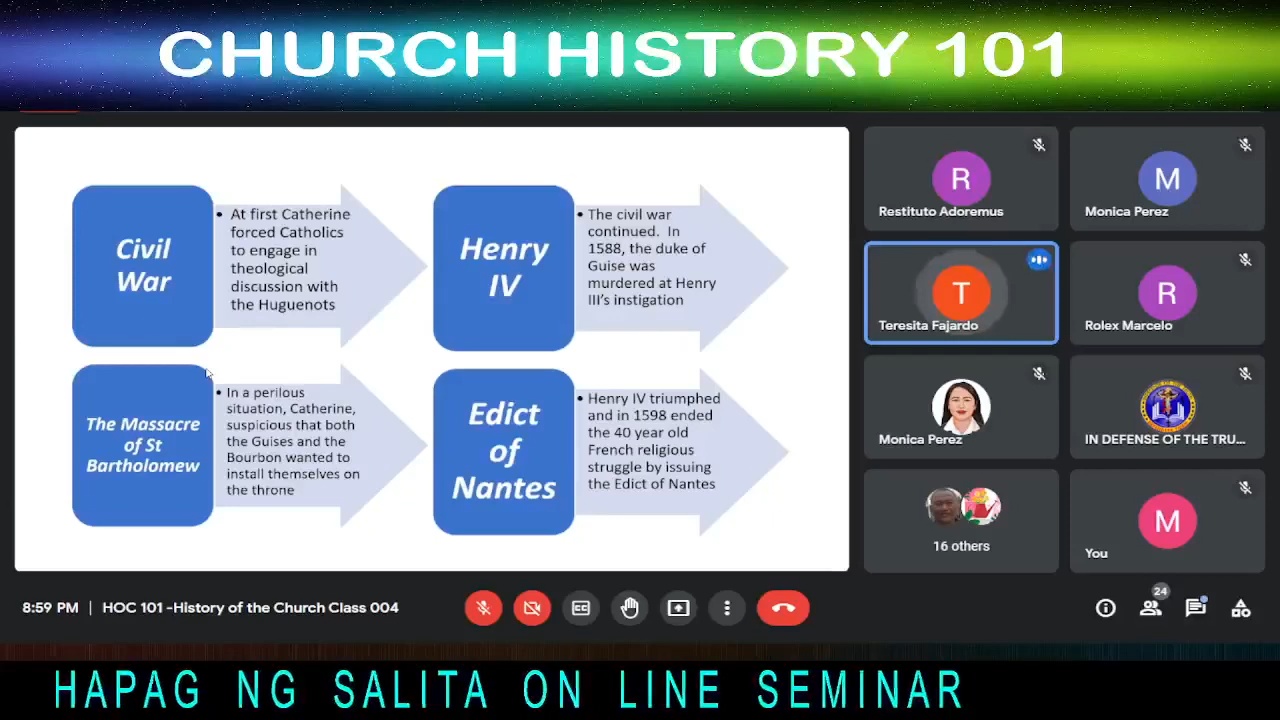 CHURCH HISTORY 101
Civil
War
• At first Catherine
forced Catholics
to engage in
theological
discussion with
the Huguenots
Henry
IV
• The civil war
continued. In
1588, the duke of
Guise was
murdered at Henry
III's instigation
The Massacre
of St
Bartholomew
• In a perilous
situation, Catherine,
suspicious that both
the Guises and the
Bourbon wanted to
install themselves on
the throne
Edict
of
Nantes
• Henry IV triumphed
and in 1598 ended
the 40 year old
French religious
struggle by issuing
the Edict of Nantes
R
Restituto Adoremus
M
Monica Perez
T
Teresita Fajardo
R
Rolex Marcelo
Monica Perez
IN DEFENSE OF THE TRU...
16 others
M
You
8:59 PM | HOC 101 -History of the Church Class 004
CC
24
HAPAG NG SALITA ON LINE SEMINAR